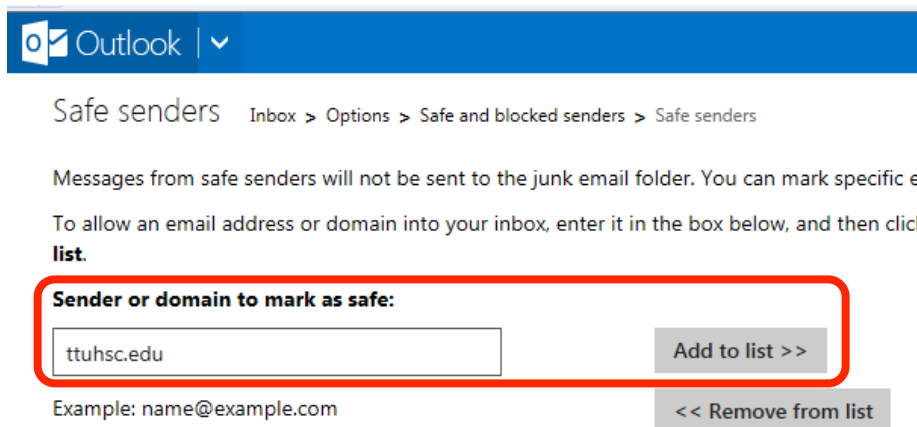 Outlook
Safe senders Inbox > Options > Safe and blocked senders > Safe senders
Messages from safe senders will not be sent to the junk email folder. You can mark specific e
To allow an email address or domain into your inbox, enter it in the box below, and then clic
list.
Sender or domain to mark as safe:
ttuhsc.edu Add to list >>
Example: name@example.com << Remove from list